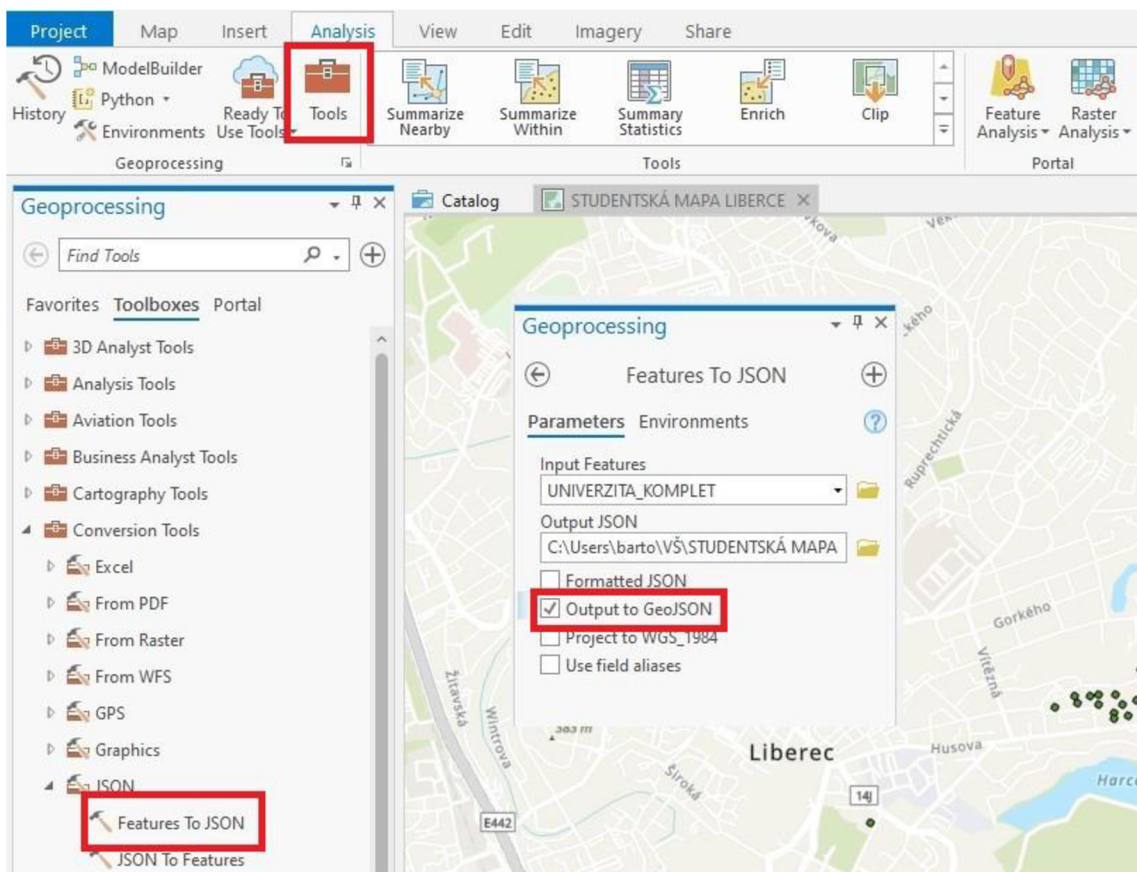 Project Map Insert Analysis View Edit Imagery Share
History
ModelBuilder
Python
Environments
Ready To
Use Tools
Tools
Summarize
Nearby
Summarize
Within
Summary
Statistics
Enrich
Clip
Feature
Analysis
Raster
Analysis
Geoprocessing
Tools
Portal
Geoprocessing
Find Tools
Favorites Toolboxes Portal
3D Analyst Tools
Analysis Tools
Aviation Tools
Business Analyst Tools
Cartography Tools
Conversion Tools
Excel
From PDF
From Raster
From WFS
GPS
Graphics
JSON
Features To JSON
JSON To Features
Catalog
STUDENTSKÁ MAPA LIBERCE
Geoprocessing
Features To JSON
Parameters Environments
Input Features
UNIVERZITA_KOMPLET
Output JSON
C:\Users\barto\VŠ\STUDENTSKÁ MAPA
Formatted JSON
Output to GeoJSON
Project to WGS_1984
Use field aliases
Ruprechtická
Gorkého
Vítězná
Žitavská
Wintrova
Široká
Liberec
Husova
14J
E442